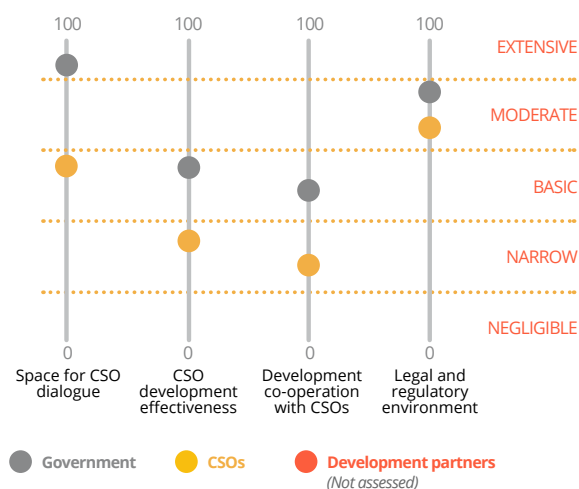 100 100 100 100
EXTENSIVE
MODERATE
BASIC
NARROW
NEGLIGIBLE
0 0 0 0
Space for CSO
dialogue
CSO
development
effectiveness
Development
co-operation
with CSOs
Legal and
regulatory
environment
Government CSOs Development partners
(Not assessed)